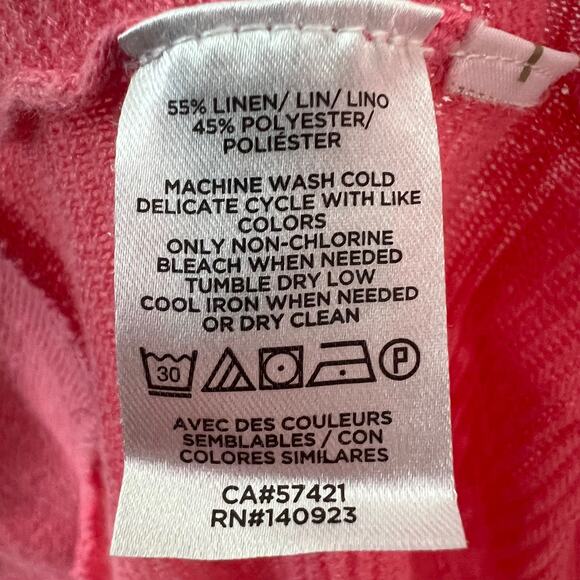 55% LINEN/ LIN/ LINO
45% POLYESTER/
POLIÉSTER
MACHINE WASH COLD
DELICATE CYCLE WITH LIKE
COLORS
ONLY NON-CHLORINE
BLEACH WHEN NEEDED
TUMBLE DRY LOW
COOL IRON WHEN NEEDED
OR DRY CLEAN
30 P
AVEC DES COULEURS
SEMBLABLES / CON
COLORES SIMILARES
CA#57421
RN#140923